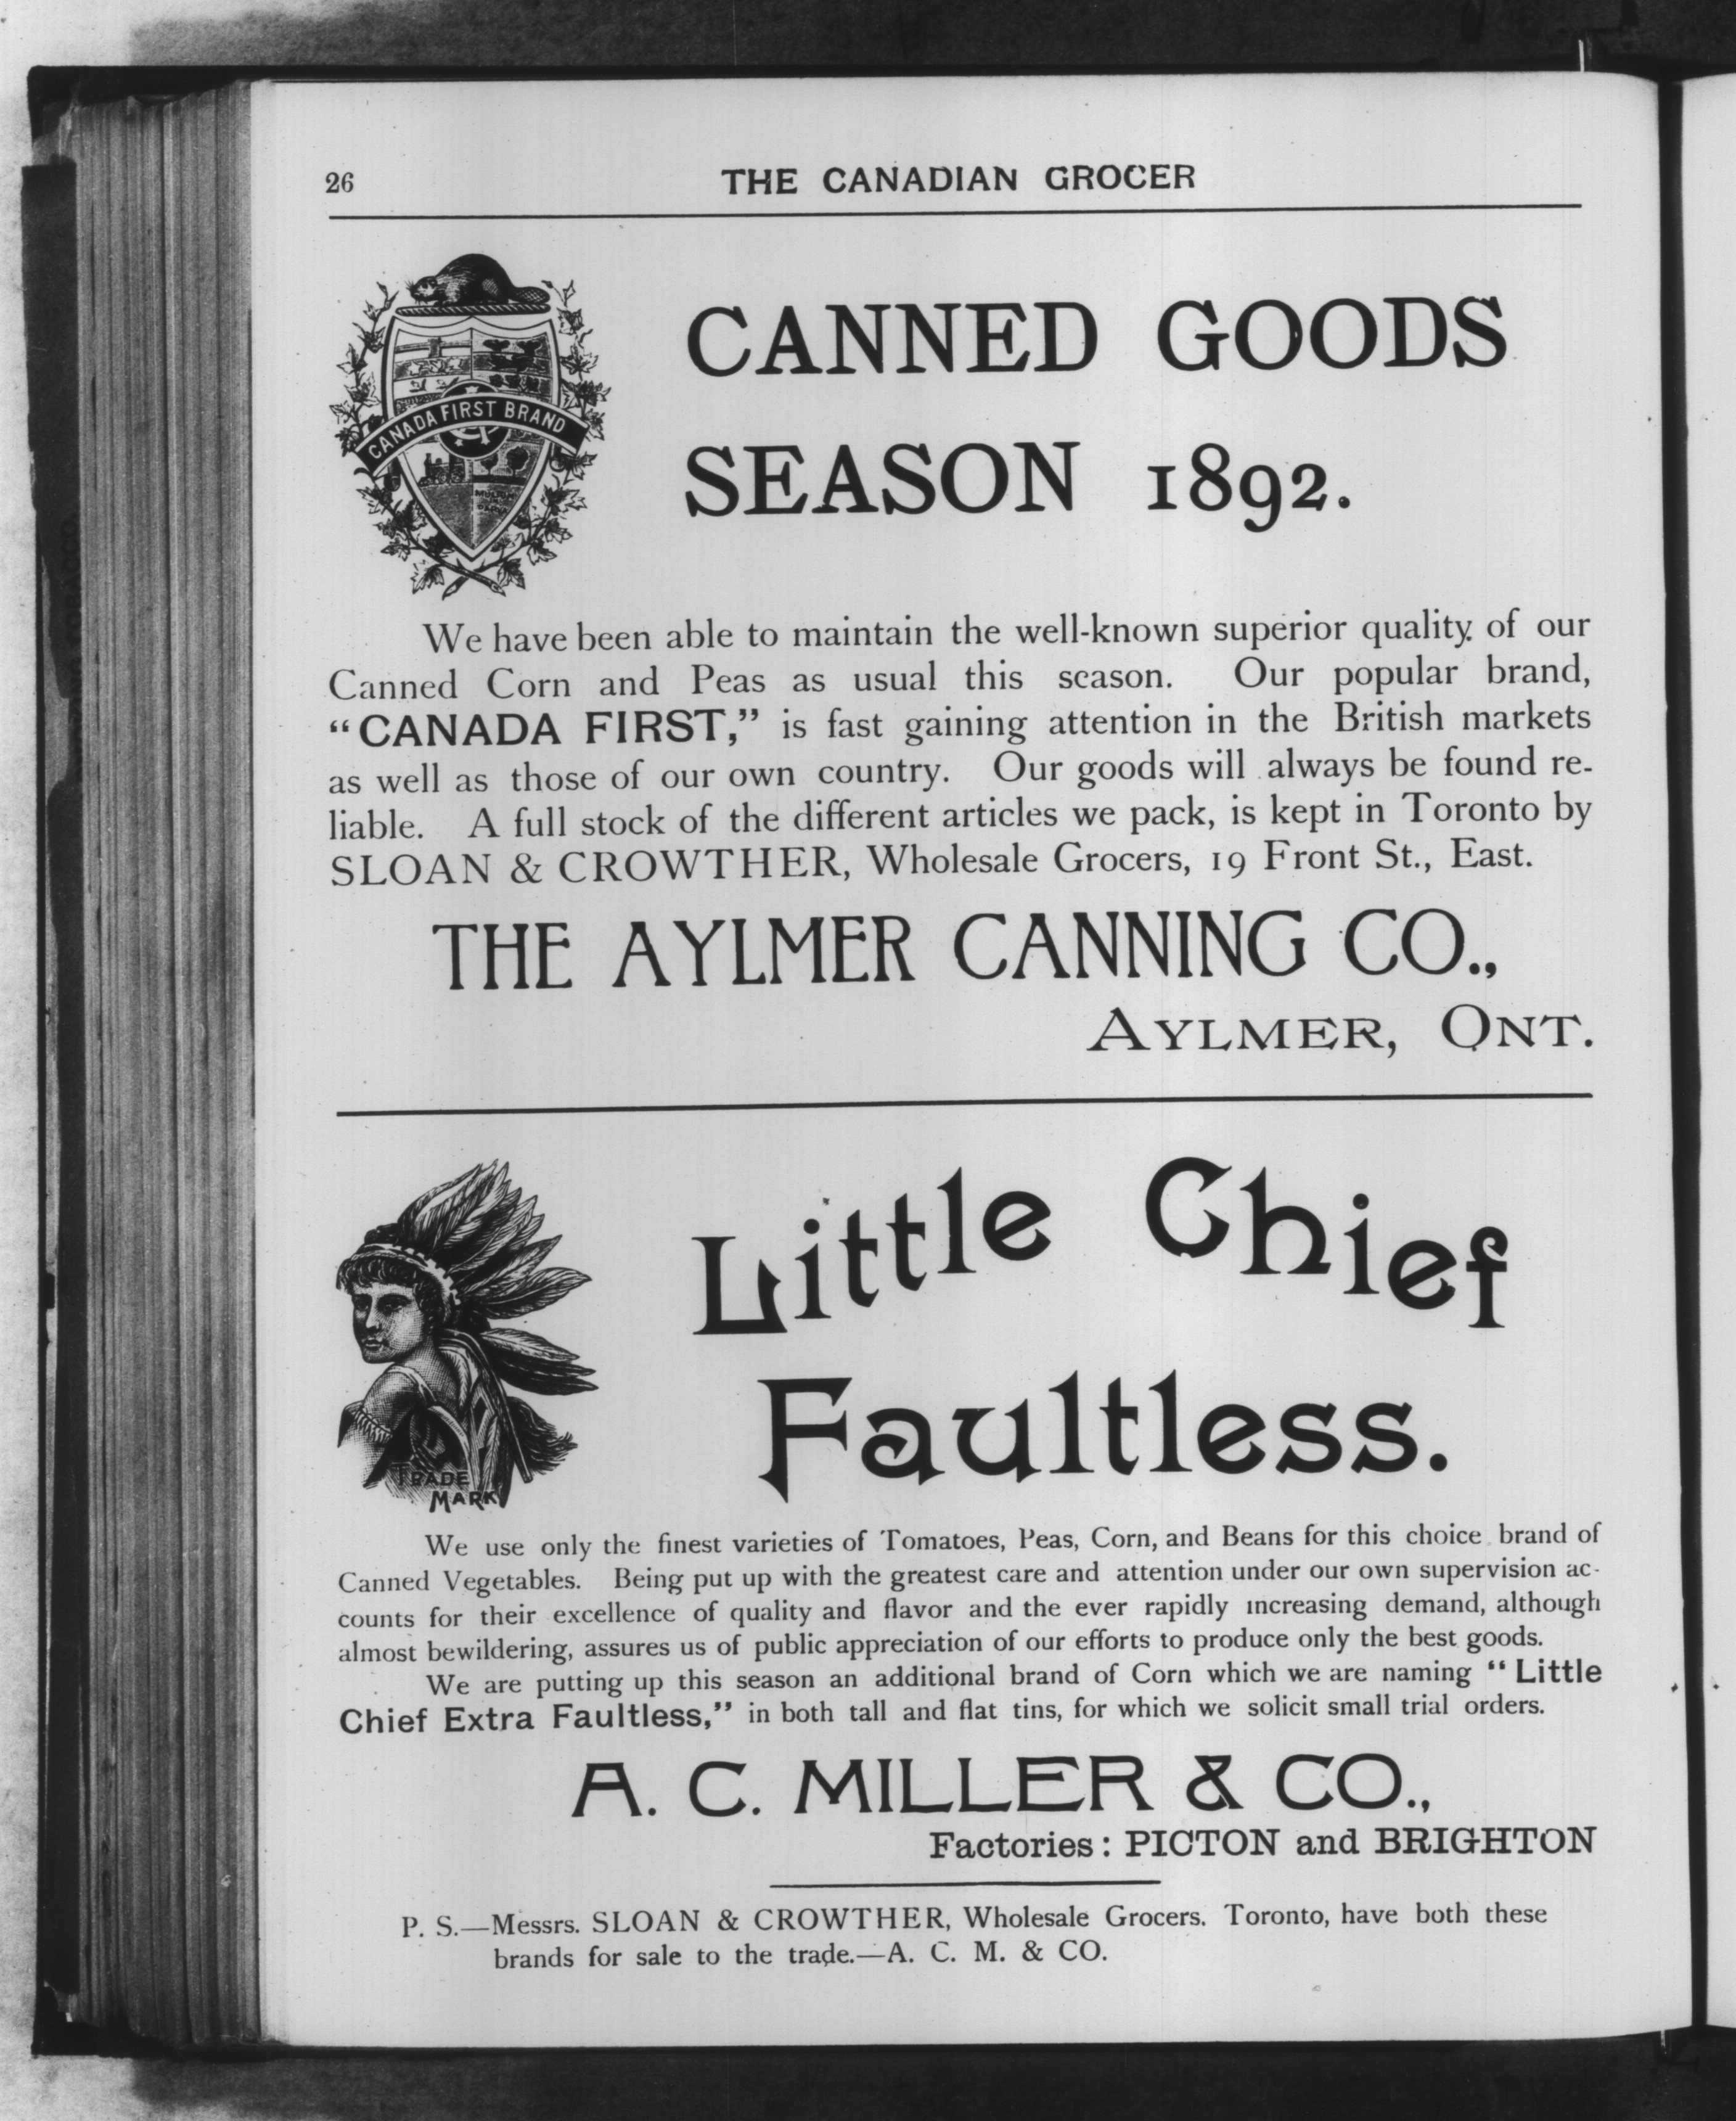 26
THE CANADIAN GROCER
CANADA FIRST BRAND
CANNED GOODS
SEASON 1892.
We have been able to maintain the well-known superior quality of our
Canned Corn and Peas as usual this season. Our popular brand,
“CANADA FIRST,” is fast gaining attention in the British markets
as well as those of our own country. Our goods will always be found re-
liable. A full stock of the different articles we pack, is kept in Toronto by
SLOAN & CROWTHER, Wholesale Grocers, 19 Front St., East.
THE AYLMER CANNING CO.,
AYLMER, ONT.
Little Chief
Faultless.
TRADE
MARK
We use only the finest varieties of Tomatoes, Peas, Corn, and Beans for this choice brand of
Canned Vegetables. Being put up with the greatest care and attention under our own supervision ac-
counts for their excellence of quality and flavor and the ever rapidly increasing demand, although
almost bewildering, assures us of public appreciation of our efforts to produce only the best goods.
We are putting up this season an additional brand of Corn which we are naming “Little
Chief Extra Faultless,” in both tall and flat tins, for which we solicit small trial orders.
A. C. MILLER & CO.,
Factories: PICTON and BRIGHTON
P. S.—Messrs. SLOAN & CROWTHER, Wholesale Grocers. Toronto, have both these
brands for sale to the trade.—A. C. M. & CO.